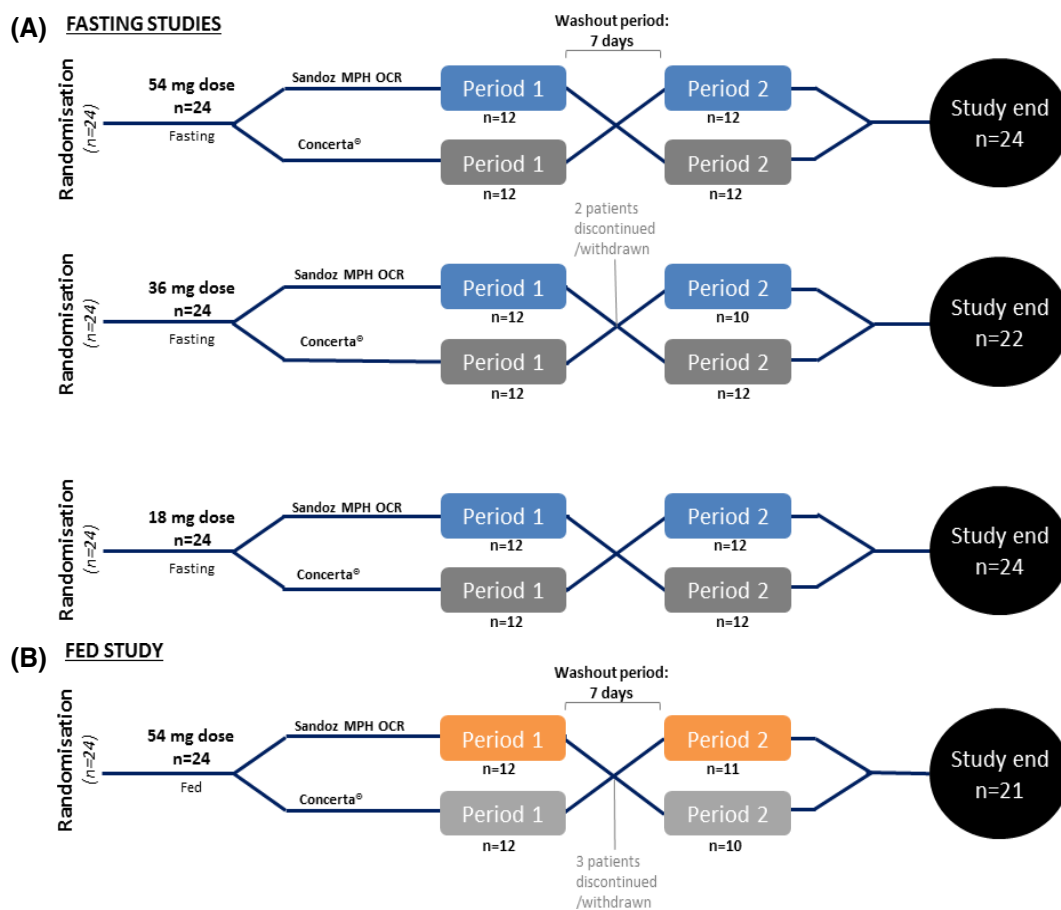 (A) FASTING STUDIES
Washout period:
7 days
Randomisation
(n=24)
54 mg dose
n=24
Fasting
Sandoz MPH OCR
Concerta®
Period 1
n=12
Period 1
n=12
Period 2
n=12
Period 2
n=12
Study end
n=24
2 patients
discontinued
/withdrawn
Randomisation
(n=24)
36 mg dose
n=24
Fasting
Sandoz MPH OCR
Concerta®
Period 1
n=12
Period 1
n=12
Period 2
n=10
Period 2
n=12
Study end
n=22
Randomisation
(n=24)
18 mg dose
n=24
Fasting
Sandoz MPH OCR
Concerta®
Period 1
n=12
Period 1
n=12
Period 2
n=12
Period 2
n=12
Study end
n=24
(B) FED STUDY
Washout period:
7 days
Randomisation
(n=24)
54 mg dose
n=24
Fed
Sandoz MPH OCR
Concerta®
Period 1
n=12
Period 1
n=12
Period 2
n=11
Period 2
n=10
Study end
n=21
3 patients
discontinued
/withdrawn